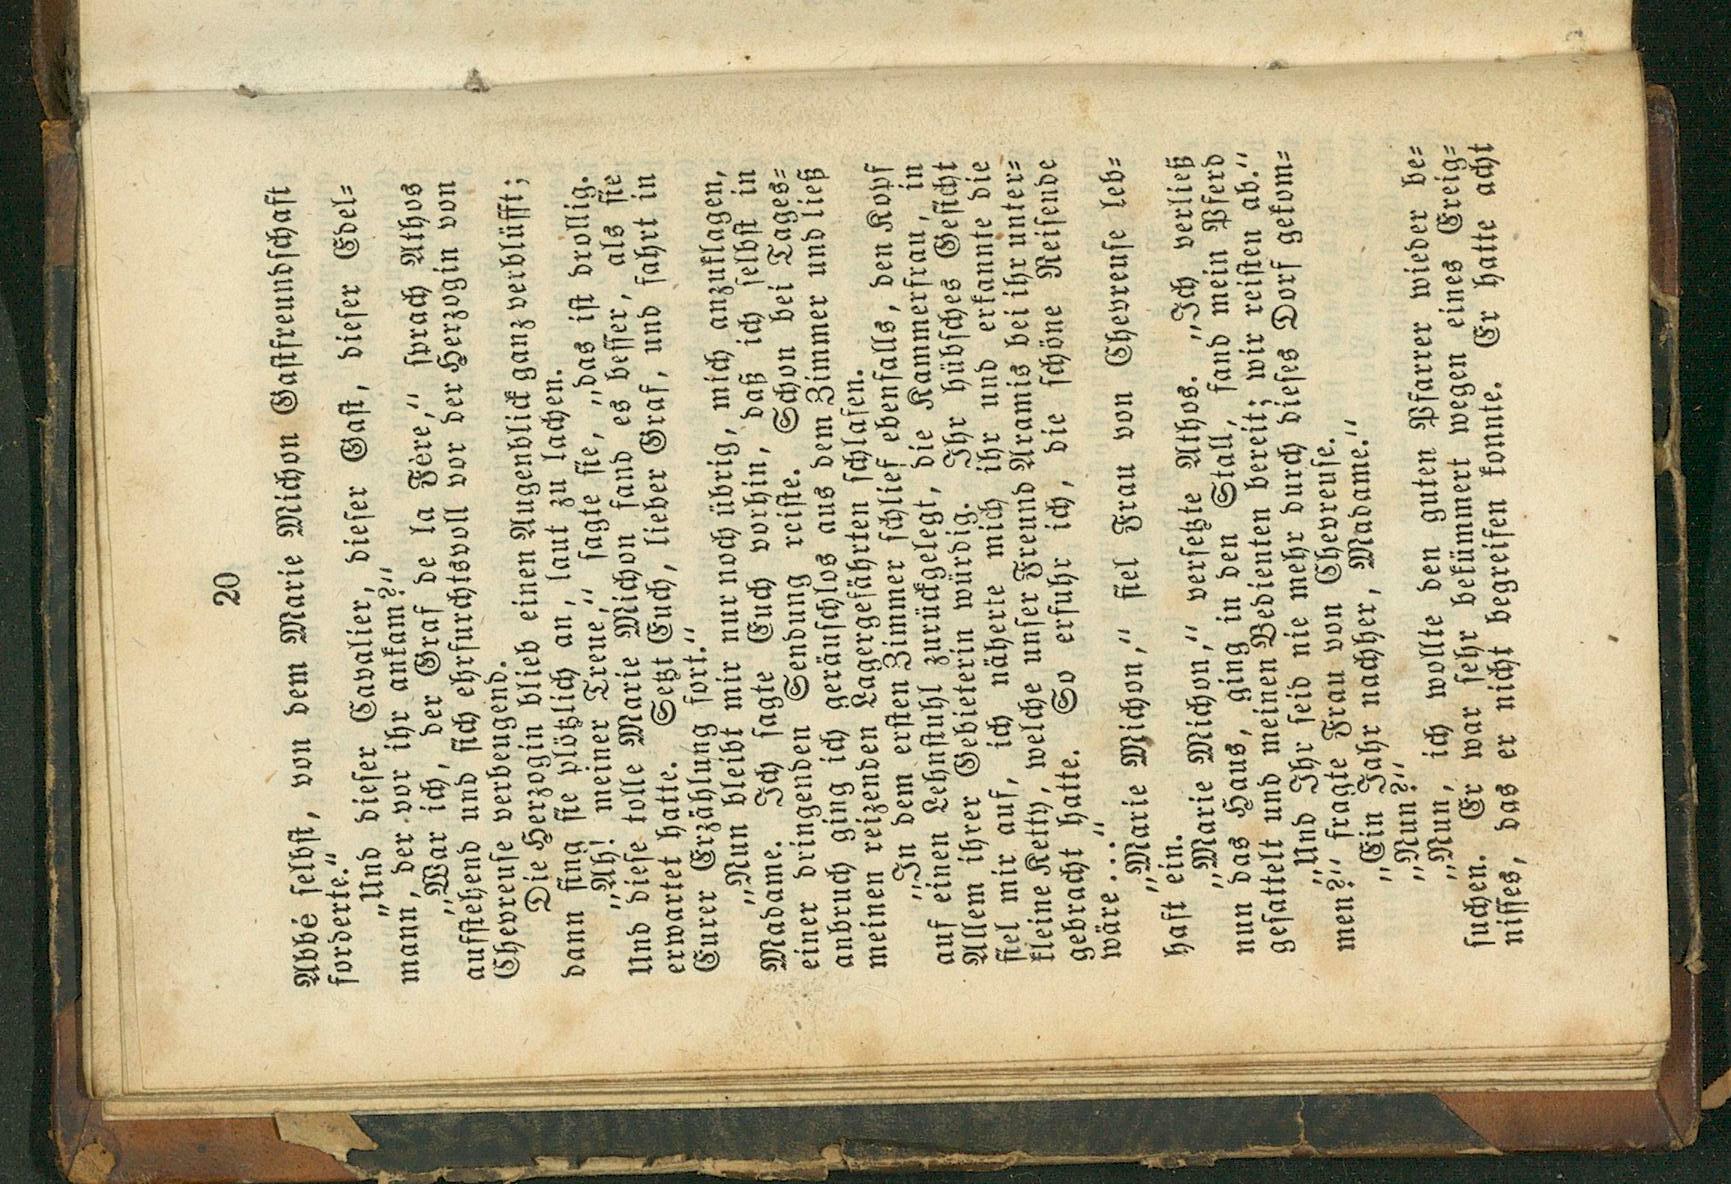 20
Abbé selbst, von dem Marie Michon Gastfreundschaft
forderte."
„Und dieser Cavalier, dieser Gast, dieser Edel=
mann, der vor ihr ankam?"
„War ich, der Graf de la Fère," sprach Athos
aufstehend und sich ehrfurchtsvoll vor der Herzogin von
Chevreuse verbeugend.
Die Herzogin blieb einen Augenblick ganz verblüfft;
dann fing sie plötzlich an, laut zu lachen.
„Ah! meiner Treue," sagte sie, „das ist drollig.
Und diese tolle Marie Michon fand es besser, als sie
erwartet hatte. Setzt Euch, lieber Graf, und fahrt in
Eurer Erzählung fort."
„Nun bleibt mir nur noch übrig, mich anzuklagen,
Madame. Ich sagte Euch vorhin, daß ich selbst in
einer dringenden Sendung reiste. Schon bei Tages=
anbruch ging ich geräuschlos aus dem Zimmer und ließ
meinen reizenden Lagergefährten schlafen.
„In dem ersten Zimmer schlief ebenfalls, den Kopf
auf einen Lehnstuhl zurückgelegt, die Kammerfrau, in
Allem ihrer Gebieterin würdig. Ihr hübsches Gesicht
fiel mir auf, ich näherte mich ihr und erkannte die
kleine Ketty, welche unser Freund Aramis bei ihr unter=
gebracht hatte. So erfuhr ich, die schöne Reisende
wäre . . ."
„Marie Michon," fiel Frau von Chevreuse leb=
haft ein.
„Marie Michon," versetzte Athos. „Ich verließ
nun das Haus, ging in den Stall, fand mein Pferd
gesattelt und meinen Bedienten bereit; wir reisten ab."
„Und Ihr seid nie mehr durch dieses Dorf gekom=
men?" fragte Frau von Chevreuse.
„Ein Jahr nachher, Madame."
„Nun?"
„Nun, ich wollte den guten Pfarrer wieder be=
suchen. Er war sehr bekümmert wegen eines Ereig=
nisses, das er nicht begreifen konnte. Er hatte acht